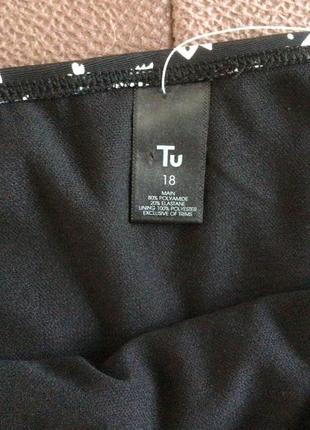 Tu
18
MAIN
80% POLYAMIDE
20% ELASTANE
LINING 100% POLYESTER
EXCLUSIVE OF TRIMS